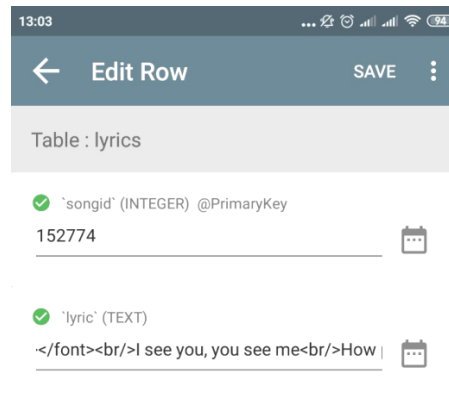 13:03 ... 94
Edit Row SAVE
Table : lyrics
`songid` (INTEGER) @PrimaryKey
152774
`lyric` (TEXT)
</font><br/>I see you, you see me<br/>How